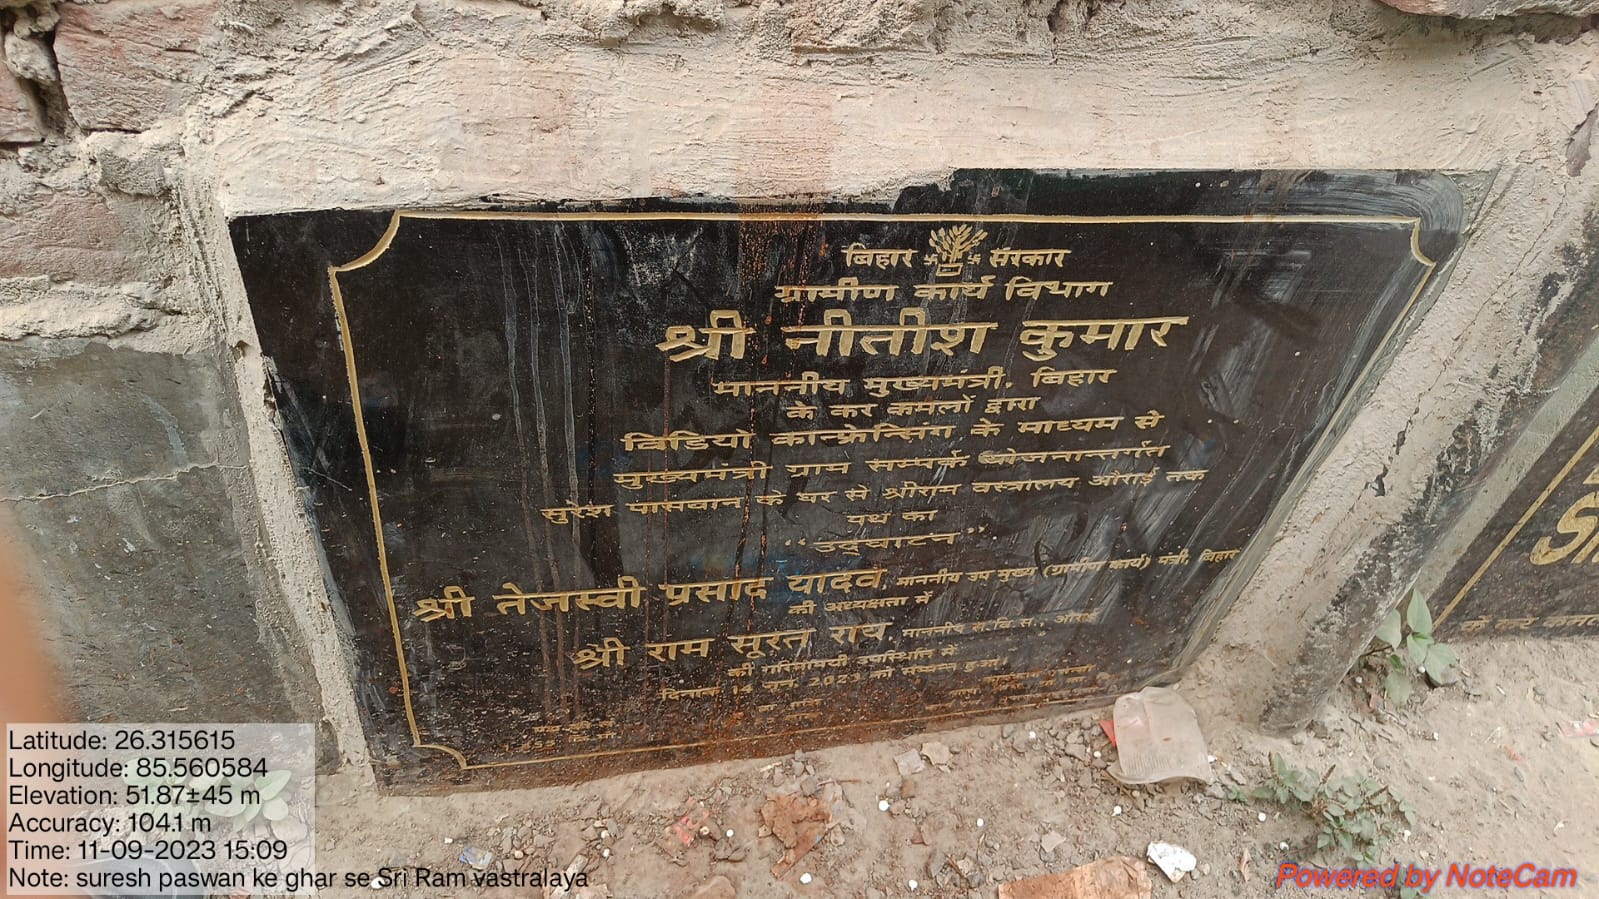 बिहार सरकार
ग्रामीण कार्य विभाग
श्री नीतीश कुमार
माननीय मुख्यमंत्री, बिहार
के कर कमलों द्वारा
विडियो कान्फ्रेन्सिंग के माध्यम से
मुख्यमंत्री ग्राम सम्पर्क योजनान्तर्गत
सुरेश पासवान के घर से श्रीराम वस्त्रालय औराई तक
पथ का
"उद्घाटन"
श्री तेजस्वी प्रसाद यादव, माननीय उप मुख्य (ग्रामीण कार्य) मंत्री, बिहार
की अध्यक्षता में
श्री राम सूरत राय, माननीय स.वि.स., औराई
की गरिमामयी उपस्थिति में
दिनांक 14 जून, 2023 को सम्पन्न हुआ।
Latitude: 26.315615
Longitude: 85.560584
Elevation: 51.87±45 m
Accuracy: 104.1 m
Time: 11-09-2023 15:09
Note: suresh paswan ke ghar se Sri Ram vastralaya
Powered by NoteCam